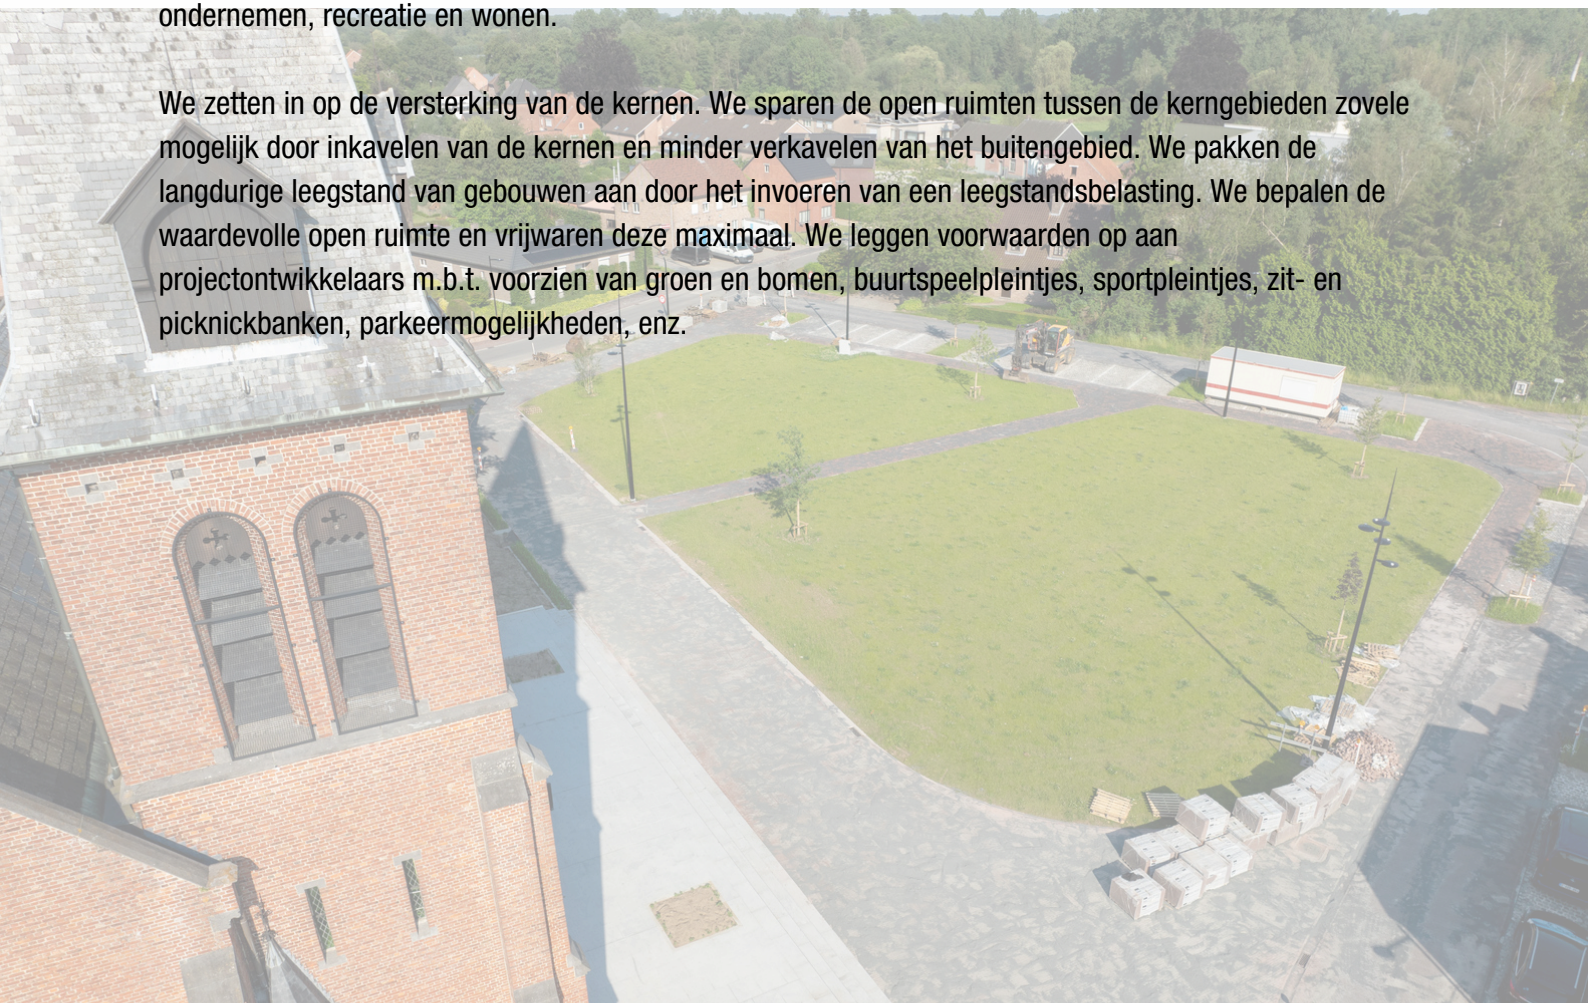 ondernemen, recreatie en wonen.
We zetten in op de versterking van de kernen. We sparen de open ruimten tussen de kerngebieden zovele
mogelijk door inkavelen van de kernen en minder verkavelen van het buitengebied. We pakken de
langdurige leegstand van gebouwen aan door het invoeren van een leegstandsbelasting. We bepalen de
waardevolle open ruimte en vrijwaren deze maximaal. We leggen voorwaarden op aan
projectontwikkelaars m.b.t. voorzien van groen en bomen, buurtspeelpleintjes, sportpleintjes, zit- en
picknickbanken, parkeermogelijkheden, enz.